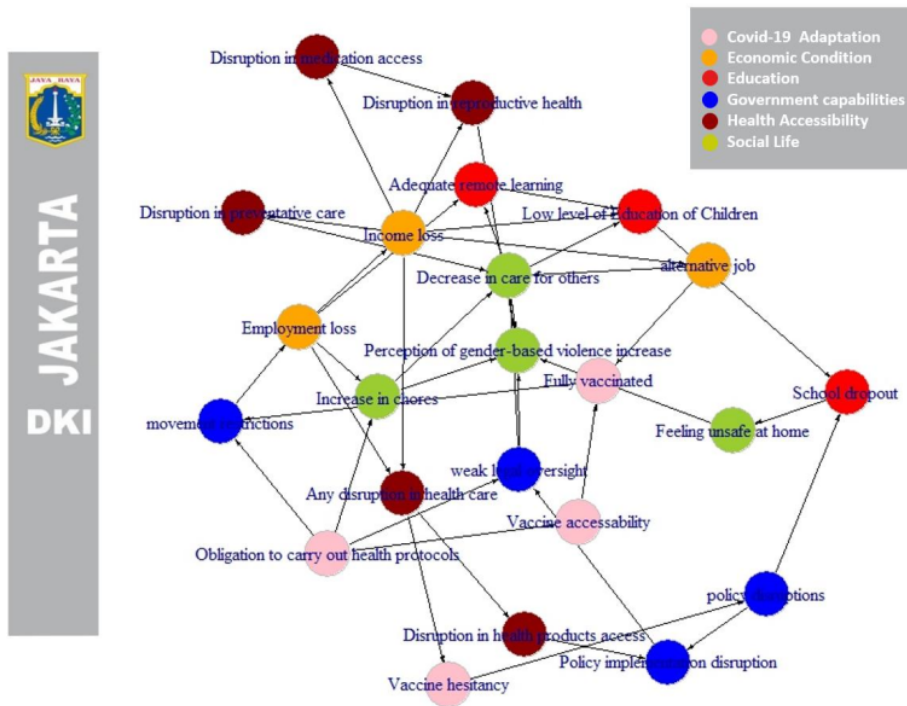 JAYA RAYA
DKI JAKARTA
Covid-19 Adaptation
Economic Condition
Education
Government capabilities
Health Accessibility
Social Life
Disruption in medication access
Disruption in reproductive health
Adequate remote learning
Disruption in preventative care
Low level of Education of Children
Income loss
alternative job
Decrease in care for others
Employment loss
Perception of gender-based violence increase
Fully vaccinated
Increase in chores
School dropout
movement restrictions
Feeling unsafe at home
weak legal oversight
Any disruption in health care
Vaccine accessability
Obligation to carry out health protocols
policy disruptions
Disruption in health products access
Policy implementation disruption
Vaccine hesitancy